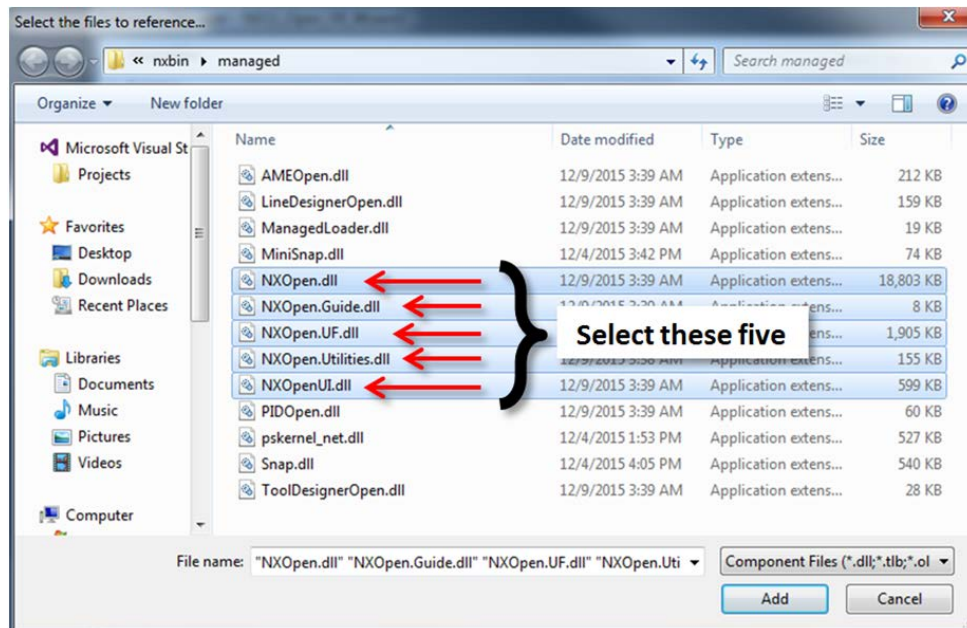 Select the files to reference...
« nxbin ▸ managed
Search managed
Organize ▾ New folder
Name Date modified Type Size
Microsoft Visual St
Projects
Favorites
Desktop
Downloads
Recent Places
Libraries
Documents
Music
Pictures
Videos
Computer
AMEOpen.dll 12/9/2015 3:39 AM Application extens... 212 KB
LineDesignerOpen.dll 12/9/2015 3:39 AM Application extens... 159 KB
ManagedLoader.dll 12/9/2015 3:39 AM Application extens... 19 KB
MiniSnap.dll 12/4/2015 3:42 PM Application extens... 74 KB
NXOpen.dll 12/9/2015 3:39 AM Application extens... 18,803 KB
NXOpen.Guide.dll ens... 8 KB
NXOpen.UF.dll ens... 1,905 KB
NXOpen.Utilities.dll ens... 155 KB
NXOpenUI.dll 12/9/2015 3:39 AM Application extens... 599 KB
Select these five
PIDOpen.dll 12/9/2015 3:39 AM Application extens... 60 KB
pskernel_net.dll 12/4/2015 1:53 PM Application extens... 527 KB
Snap.dll 12/4/2015 4:05 PM Application extens... 540 KB
ToolDesignerOpen.dll 12/9/2015 3:39 AM Application extens... 28 KB
File name: "NXOpen.dll" "NXOpen.Guide.dll" "NXOpen.UF.dll" "NXOpen.Uti
Component Files (*.dll;*.tlb;*.ol
Add Cancel